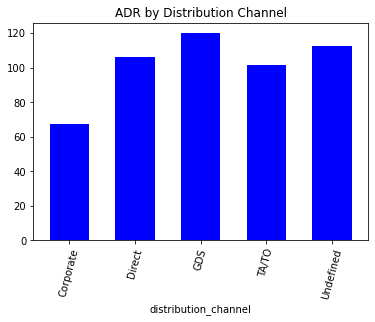 ADR by Distribution Channel
120
100
80
60
40
20
0
Corporate
Direct
GDS
TA/TO
Undefined
distribution_channel